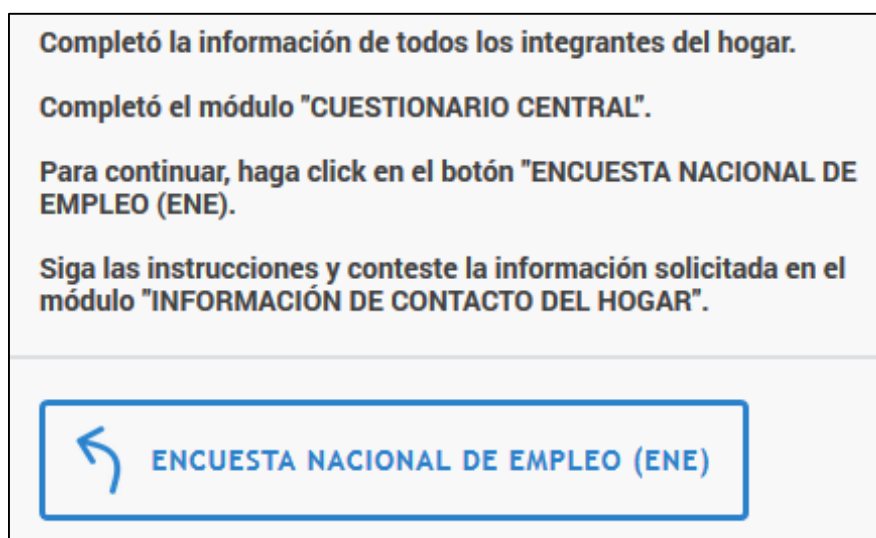 Completó la información de todos los integrantes del hogar.
Completó el módulo "CUESTIONARIO CENTRAL".
Para continuar, haga click en el botón "ENCUESTA NACIONAL DE
EMPLEO (ENE).
Siga las instrucciones y conteste la información solicitada en el
módulo "INFORMACIÓN DE CONTACTO DEL HOGAR".
ENCUESTA NACIONAL DE EMPLEO (ENE)